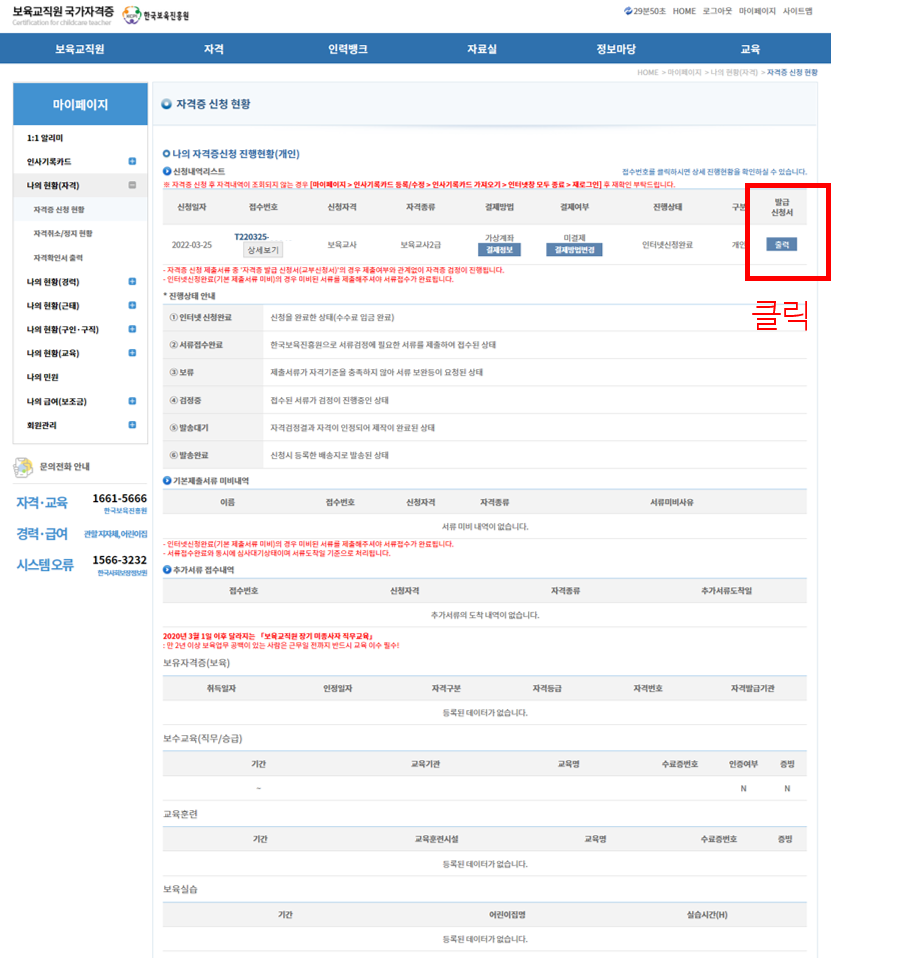 보육교직원 국가자격증
Certification for childcare teacher
KCPI 한국보육진흥원
29분50초 HOME 로그아웃 마이페이지 사이트맵
보육교직원 자격 인력뱅크 자료실 정보마당 교육
HOME > 마이페이지 > 나의 현황(자격) > 자격증 신청 현황
마이페이지
1:1 알리미
인사기록카드
나의 현황(자격)
자격증 신청 현황
자격취소/정지 현황
자격확인서 출력
나의 현황(경력)
나의 현황(근태)
나의 현황(구인·구직)
나의 현황(교육)
나의 민원
나의 급여(보조금)
회원관리
문의전화 안내
자격·교육 1661-5666
한국보육진흥원
경력·급여 관할 지자체, 어린이집
시스템 오류 1566-3232
한국사회보장정보원
자격증 신청 현황
나의 자격증신청 진행현황(개인)
신청내역리스트 접수번호를 클릭하시면 상세 진행현황을 확인하실 수 있습니다.
※ 자격증 신청 후 자격내역이 조회되지 않는 경우 [마이페이지 > 인사기록카드 등록/수정 > 인사기록카드 가져오기 > 인터넷창 모두 종료 > 재로그인] 후 재확인 부탁드립니다.
신청일자 접수번호 신청자격 자격종류 결제방법 결제여부 진행상태 구분 발급
신청서
2022-03-25 T220325-
상세보기 보육교사 보육교사2급 가상계좌
결제정보 미결제
결제방법변경 인터넷신청완료 개인 출력
클릭
- 자격증 신청 제출서류 중 '자격증 발급 신청서(교부신청서)'의 경우 제출여부와 관계없이 자격증 검정이 진행됩니다.
- 인터넷신청완료(기본 제출서류 미비)의 경우 미비된 서류를 제출해주셔야 서류접수가 완료됩니다.
* 진행상태 안내
① 인터넷 신청완료 신청을 완료한 상태(수수료 입금 완료)
② 서류접수완료 한국보육진흥원으로 서류검정에 필요한 서류를 제출하여 접수된 상태
③ 보류 제출서류가 자격기준을 충족하지 않아 서류 보완등이 요청된 상태
④ 검정중 접수된 서류가 검정이 진행중인 상태
⑤ 발송대기 자격검정결과 자격이 인정되어 제작이 완료된 상태
⑥ 발송완료 신청시 등록한 배송지로 발송된 상태
기본제출서류 미비내역
이름 접수번호 신청자격 자격종류 서류미비사유
서류 미비 내역이 없습니다.
- 인터넷신청완료(기본 제출서류 미비)의 경우 미비된 서류를 제출해주셔야 서류접수가 완료됩니다.
- 서류접수완료와 동시에 심사대기상태이며 서류도착일 기준으로 처리됩니다.
추가서류 접수내역
접수번호 신청자격 자격종류 추가서류도착일
추가서류의 도착 내역이 없습니다.
2020년 3월 1일 이후 달라지는 「보육교직원 장기 미종사자 직무교육」
: 만 2년 이상 보육업무 공백이 있는 사람은 근무일 전까지 반드시 교육 이수 필수!
보유자격증(보육)
취득일자 인정일자 자격구분 자격등급 자격번호 자격발급기관
등록된 데이터가 없습니다.
보수교육(직무/승급)
기간 교육기관 교육명 수료증번호 인증여부 증빙
~ N N
교육훈련
기간 교육훈련시설 교육명 수료증번호 증빙
등록된 데이터가 없습니다.
보육실습
기간 어린이집명 실습시간(H)
등록된 데이터가 없습니다.